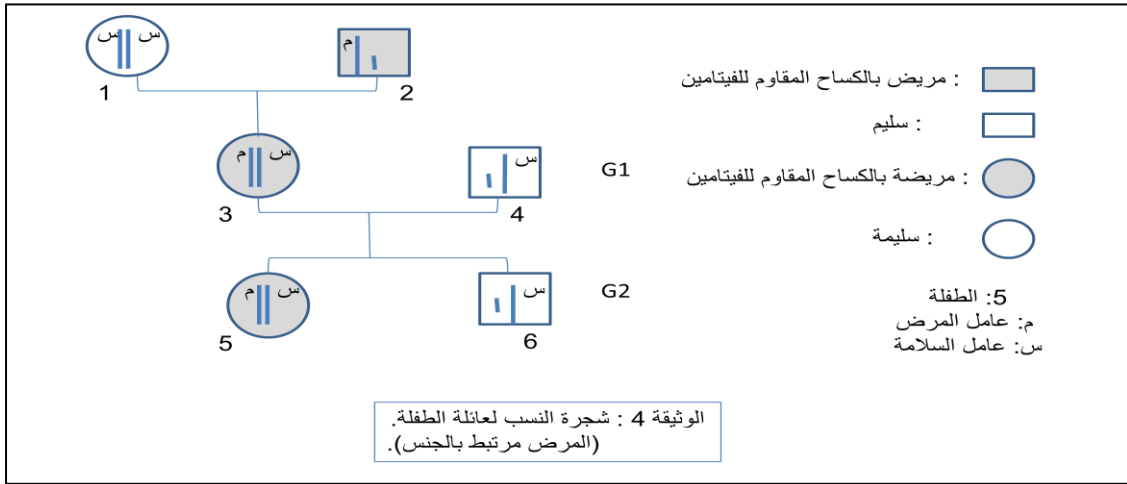 س س
م
1
2
م س
س
3
4
G1
م س
س
5
6
G2
: مريض بالكساح المقاوم للفيتامين
: سليم
: مريضة بالكساح المقاوم للفيتامين
: سليمة
5: الطفلة
م: عامل المرض
س: عامل السلامة
الوثيقة 4 : شجرة النسب لعائلة الطفلة.
(المرض مرتبط بالجنس).